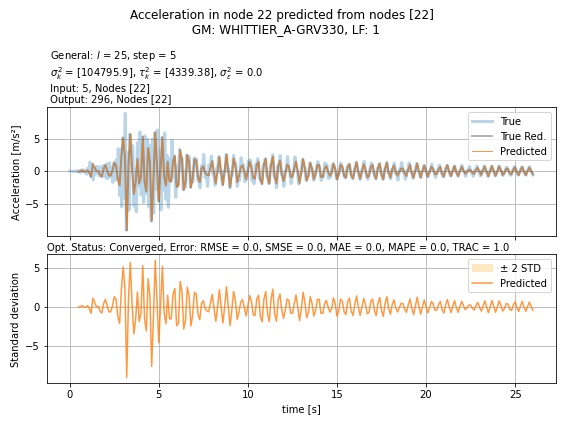 Acceleration in node 22 predicted from nodes [22]
GM: WHITTIER_A-GRV330, LF: 1
General: l = 25, step = 5
σ²ₖ = [104795.9], τ²ₖ = [4339.38], σ²ε = 0.0
Input: 5, Nodes [22]
Output: 296, Nodes [22]
Acceleration [m/s²]
5
0
−5
True
True Red.
Predicted
Opt. Status: Converged, Error: RMSE = 0.0, SMSE = 0.0, MAE = 0.0, MAPE = 0.0, TRAC = 1.0
Standard deviation
5
0
−5
± 2 STD
Predicted
0 5 10 15 20 25
time [s]